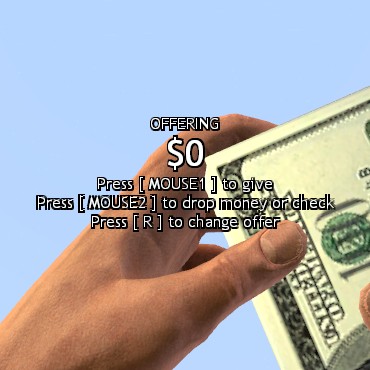 OFFERING
$0
Press [ MOUSE1 ] to give
Press [ MOUSE2 ] to drop money or check
Press [ R ] to change offer